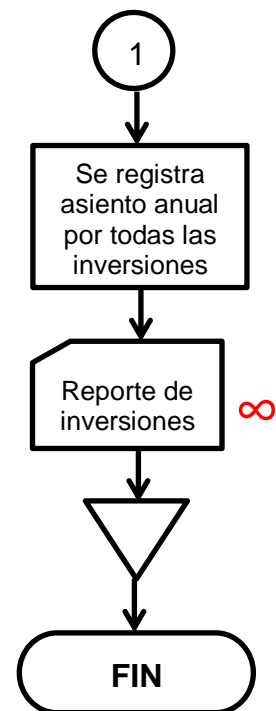 1
Se registra
asiento anual
por todas las
inversiones
Reporte de
inversiones
∞
FIN